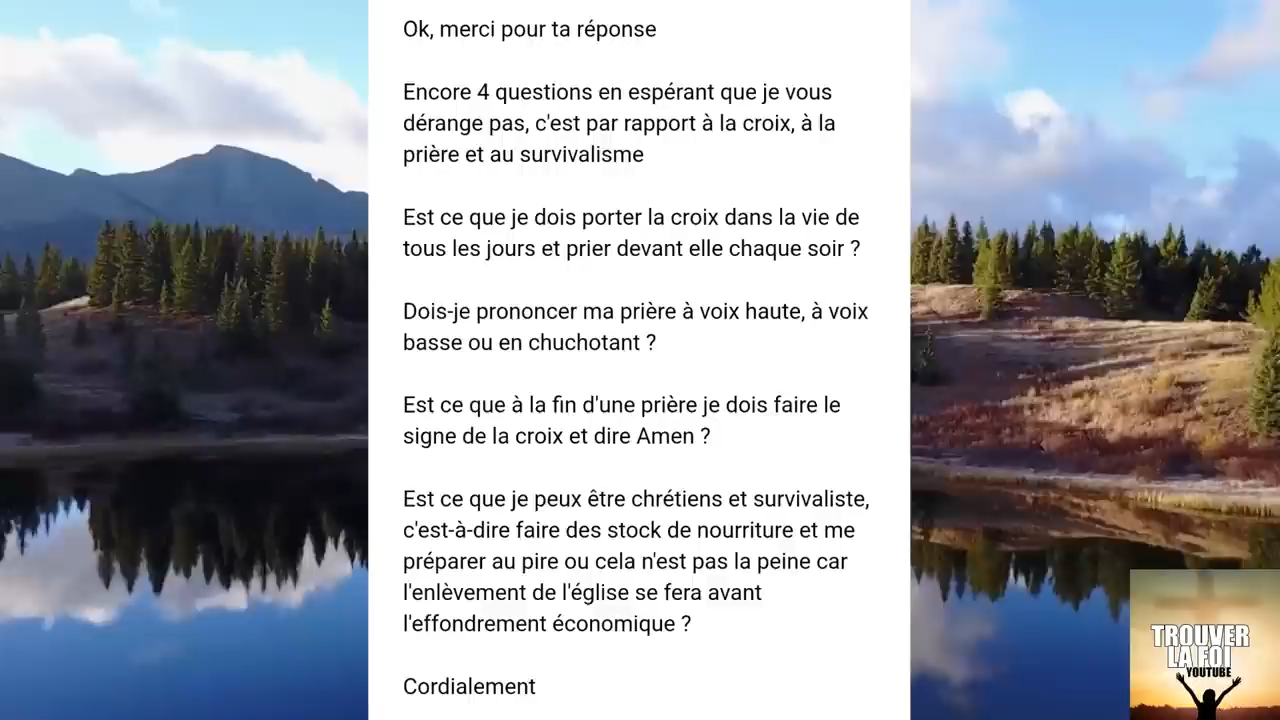 Ok, merci pour ta réponse
Encore 4 questions en espérant que je vous
dérange pas, c'est par rapport à la croix, à la
prière et au survivalisme
Est ce que je dois porter la croix dans la vie de
tous les jours et prier devant elle chaque soir ?
Dois-je prononcer ma prière à voix haute, à voix
basse ou en chuchotant ?
Est ce que à la fin d'une prière je dois faire le
signe de la croix et dire Amen ?
Est ce que je peux être chrétiens et survivaliste,
c'est-à-dire faire des stock de nourriture et me
préparer au pire ou cela n'est pas la peine car
l'enlèvement de l'église se fera avant
l'effondrement économique ?
Cordialement
TROUVER
LA FOI
YOUTUBE